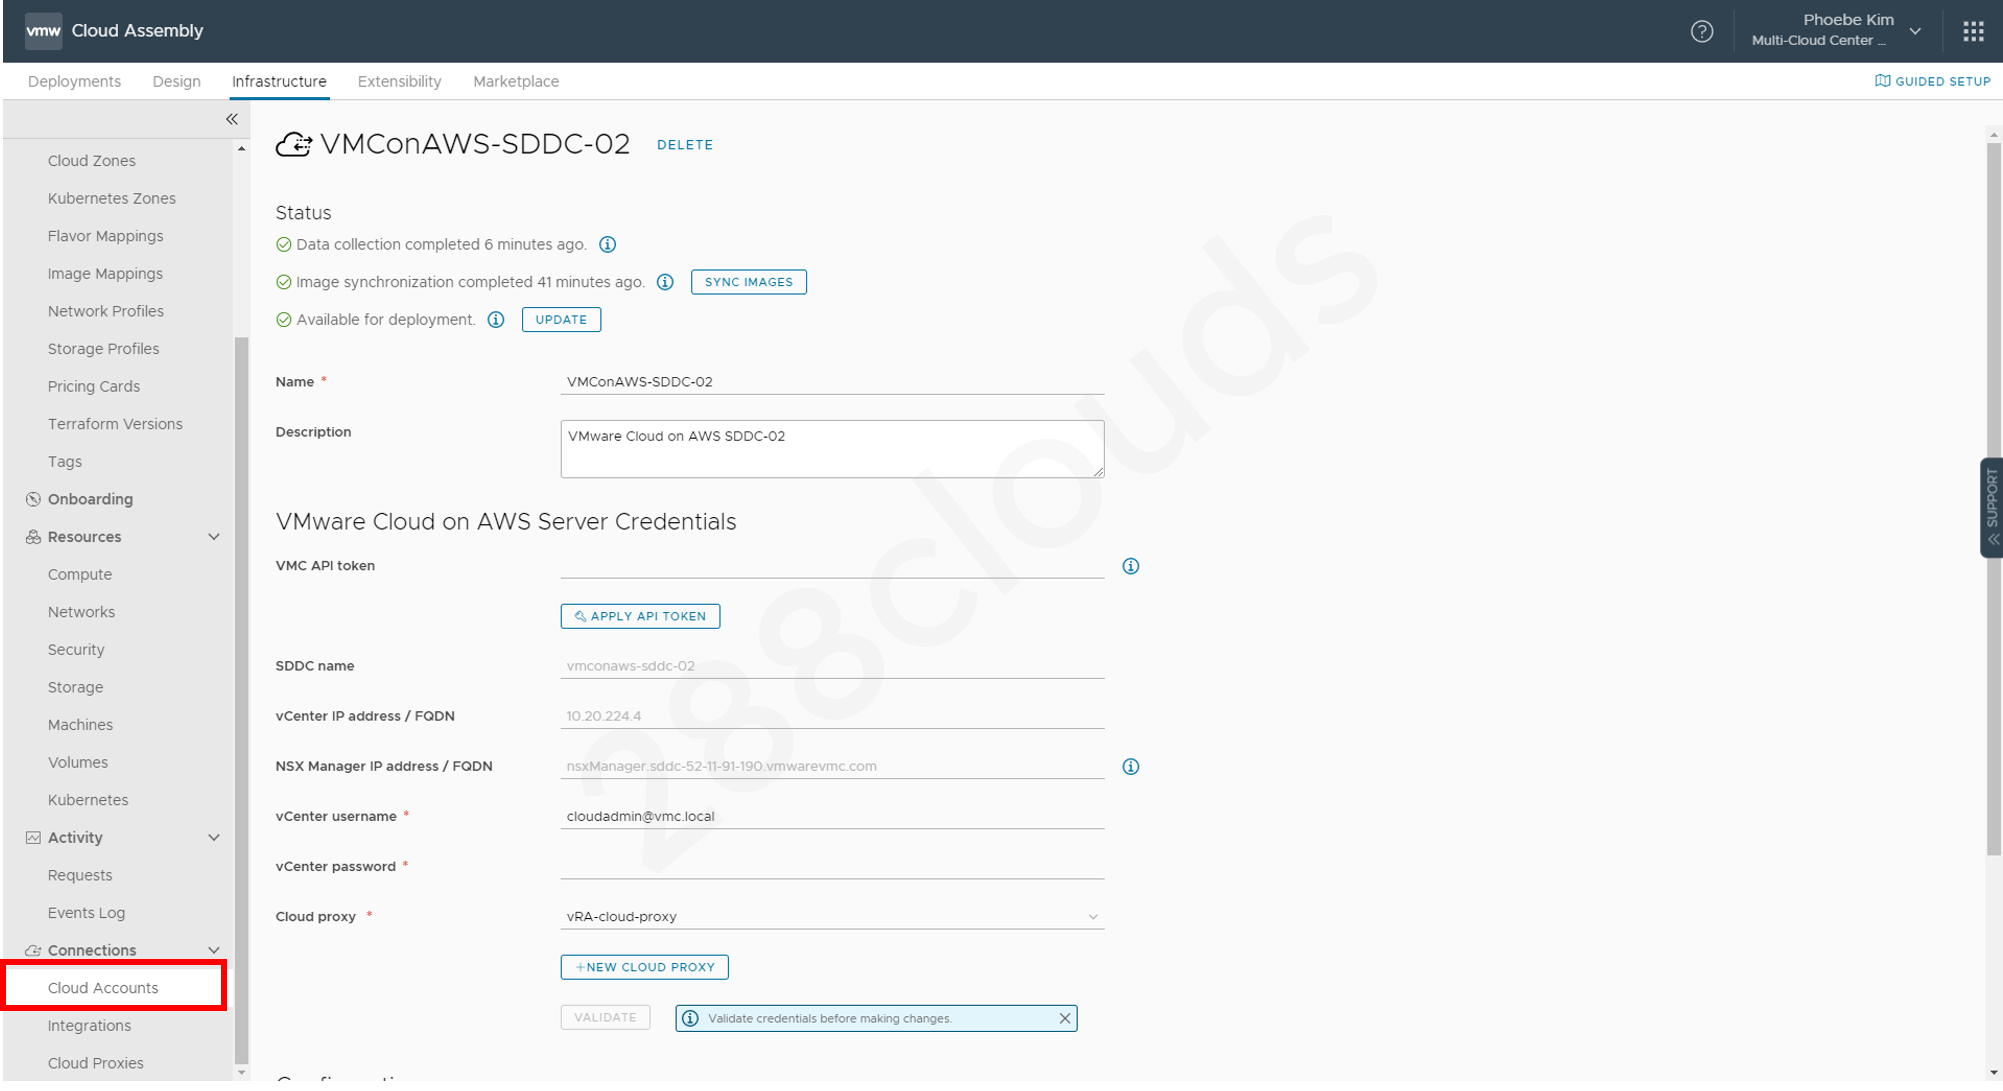 vmw Cloud Assembly
Phoebe Kim
Multi-Cloud Center ...
Deployments Design Infrastructure Extensibility Marketplace
GUIDED SETUP
Cloud Zones
Kubernetes Zones
Flavor Mappings
Image Mappings
Network Profiles
Storage Profiles
Pricing Cards
Terraform Versions
Tags
Onboarding
Resources
Compute
Networks
Security
Storage
Machines
Volumes
Kubernetes
Activity
Requests
Events Log
Connections
Cloud Accounts
Integrations
Cloud Proxies
VMConAWS-SDDC-02 DELETE
Status
Data collection completed 6 minutes ago.
Image synchronization completed 41 minutes ago. SYNC IMAGES
Available for deployment. UPDATE
Name * VMConAWS-SDDC-02
Description VMware Cloud on AWS SDDC-02
VMware Cloud on AWS Server Credentials
VMC API token
APPLY API TOKEN
SDDC name vmconaws-sddc-02
vCenter IP address / FQDN 10.20.224.4
NSX Manager IP address / FQDN nsxManager.sddc-52-11-91-190.vmwarevmc.com
vCenter username * cloudadmin@vmc.local
vCenter password *
Cloud proxy * vRA-cloud-proxy
+NEW CLOUD PROXY
VALIDATE Validate credentials before making changes.
SUPPORT
288clouds